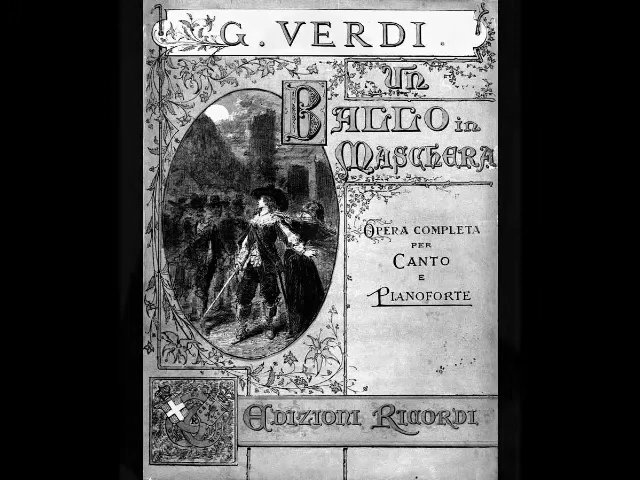 G. VERDI.
Un
BALLO in
MASCHERA
OPERA COMPLETA
PER
CANTO
E
PIANOFORTE
EDIZIONI RICORDI